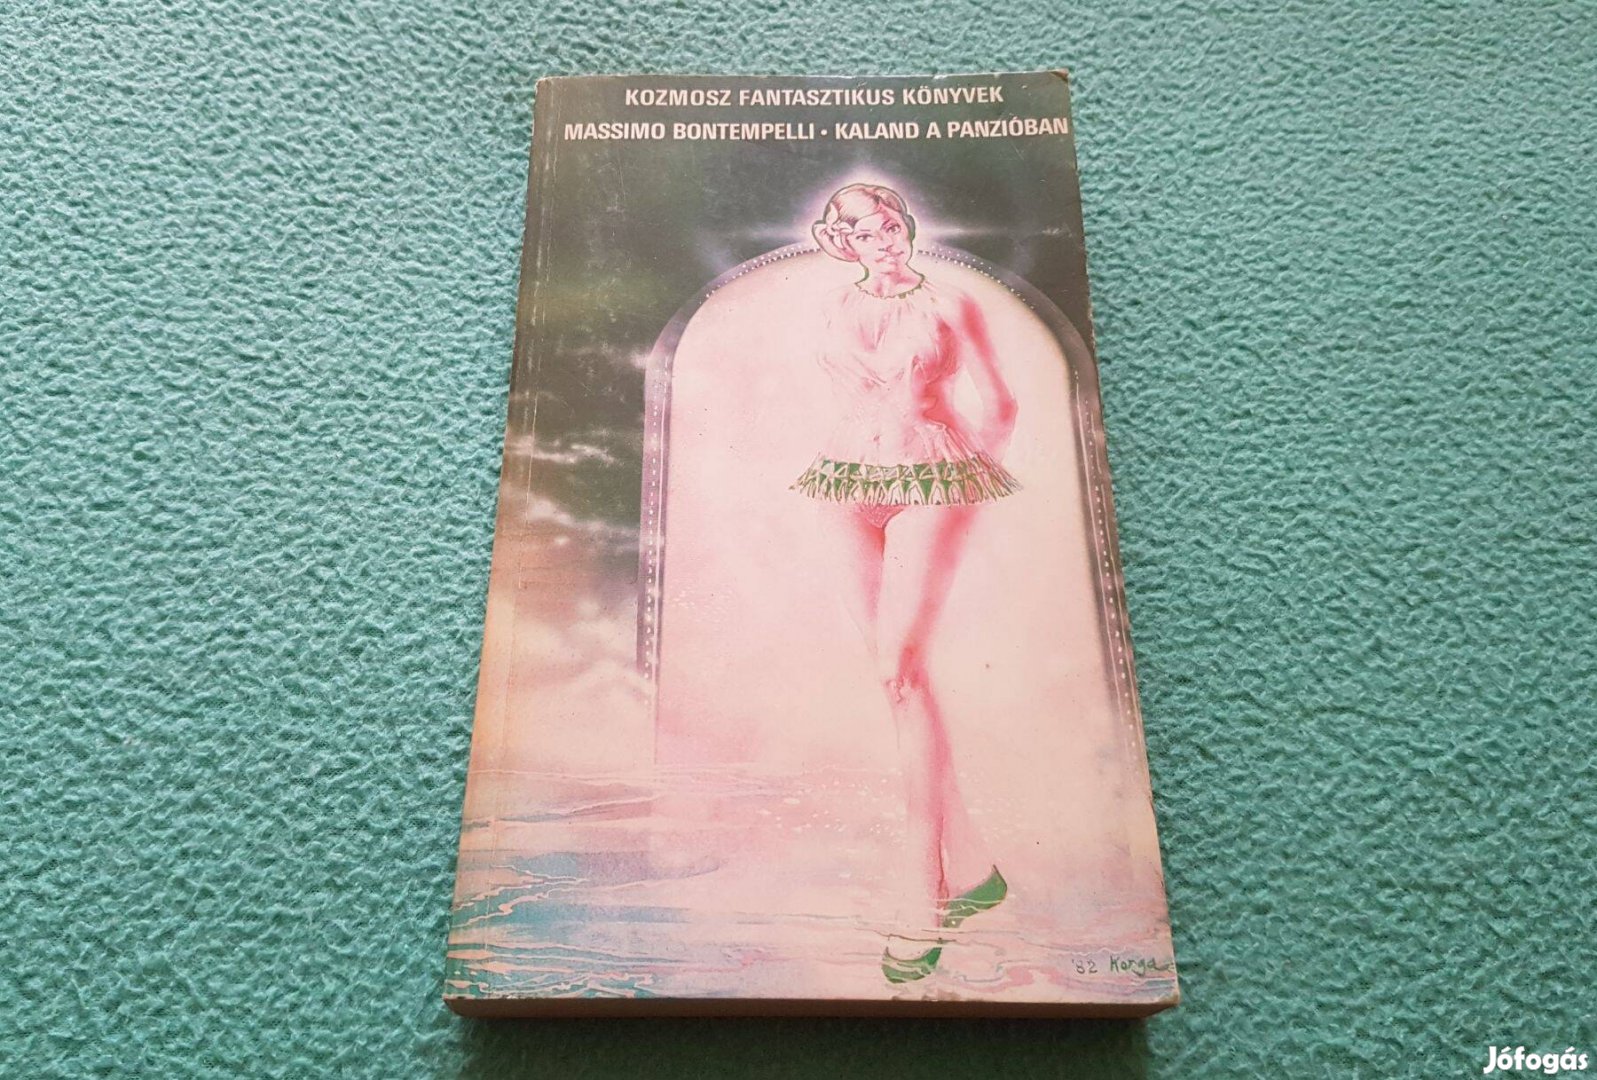 KOZMOSZ FANTASZTIKUS KÖNYVEK
MASSIMO BONTEMPELLI • KALAND A PANZIÓBAN
'82 Korga
Jófogás